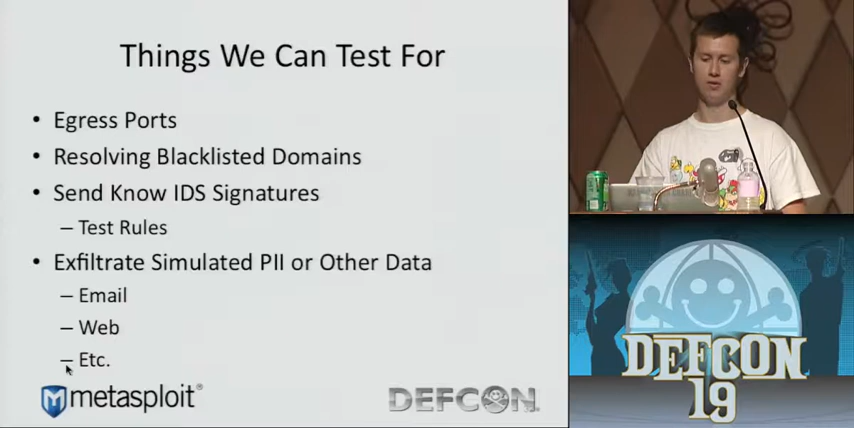 Things We Can Test For
• Egress Ports
• Resolving Blacklisted Domains
• Send Know IDS Signatures
– Test Rules
• Exfiltrate Simulated PII or Other Data
– Email
– Web
– Etc.
metasploit®
DEFCON
DEFCON
19